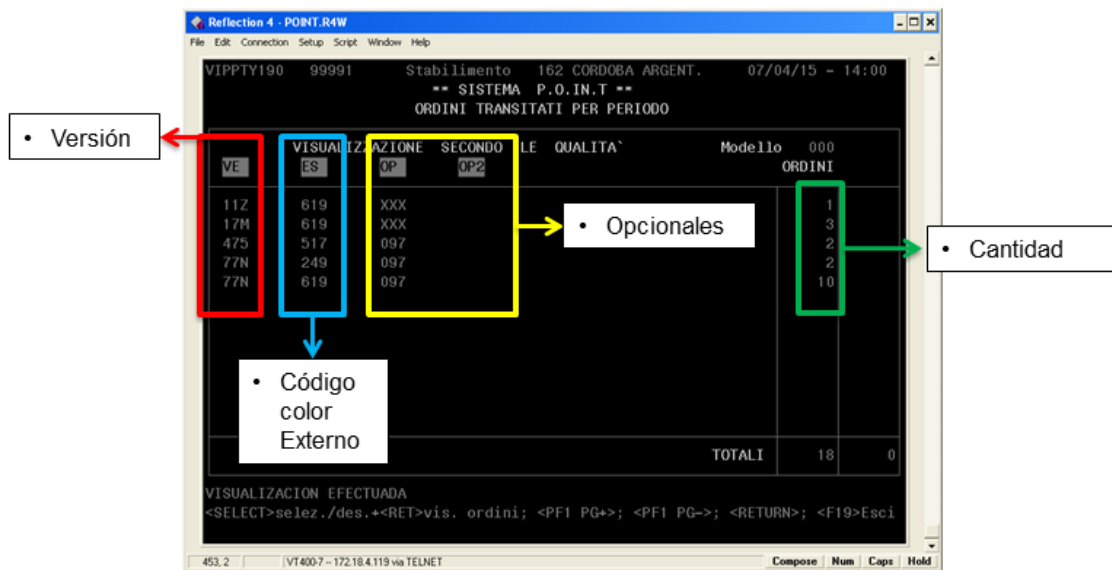 Reflection 4 - POINT.R4W
File Edit Connection Setup Script Window Help
VIPPTY190 99991 Stabilimento 162 CORDOBA ARGENT. 07/04/15 - 14:00
** SISTEMA P.O.IN.T **
ORDINI TRANSITATI PER PERIODO
• Versión
VISUALIZZAZIONE SECONDO LE QUALITA` Modello 000
VE ES OP OP2 ORDINI
11Z 619 XXX 1
17M 619 XXX 3
475 517 097 2
77N 249 097 2
77N 619 097 10
• Opcionales
• Cantidad
• Código
color
Externo
TOTALI 18 0
VISUALIZACION EFECTUADA
<SELECT>selez./des.+<RET>vis. ordini; <PF1 PG+>; <PF1 PG->; <RETURN>; <F19>Esci
453, 2 VT400-7 -- 172.18.4.119 via TELNET Compose Num Caps Hold